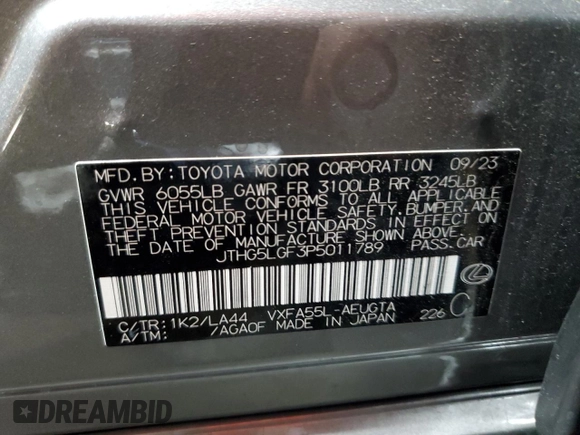 MFD. BY: TOYOTA MOTOR CORPORATION 09/23
GVWR 6055LB GAWR FR 3100LB RR 3245LB
THIS VEHICLE CONFORMS TO ALL APPLICABLE
FEDERAL MOTOR VEHICLE SAFETY, BUMPER, AND
THEFT PREVENTION STANDARDS IN EFFECT ON
THE DATE OF MANUFACTURE SHOWN ABOVE.
JTHG5LGF3P5011789 PASS.CAR
C/TR: 1K2/LA44 VXFA55L-AEUGTA 226 C
A/TM: /AGA0F MADE IN JAPAN
DREAMBID